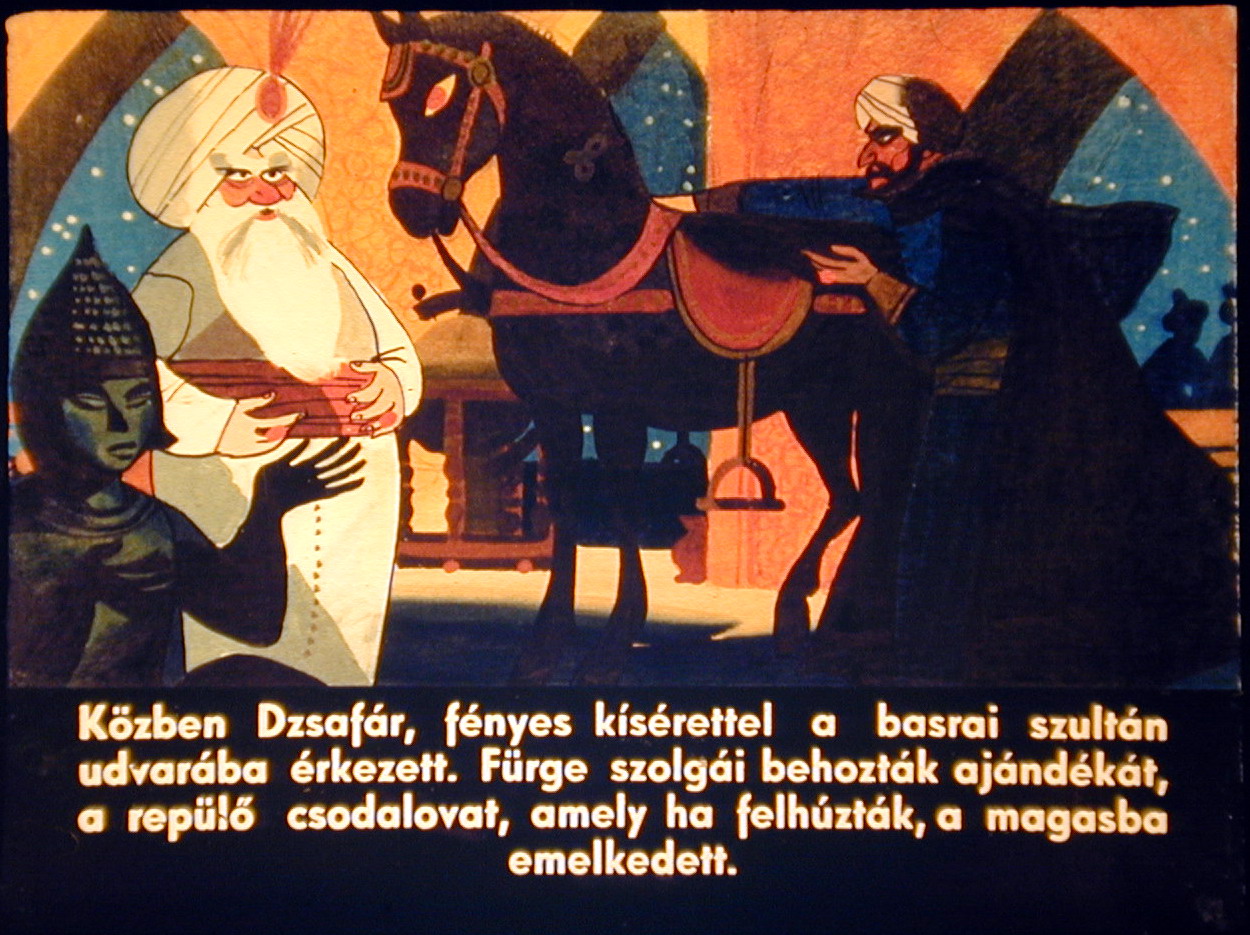 Közben Dzsafár, fényes kísérettel a basrai szultán
udvarába érkezett. Fürge szolgái behozták ajándékát,
a repülő csodalovat, amely ha felhúzták, a magasba
emelkedett.